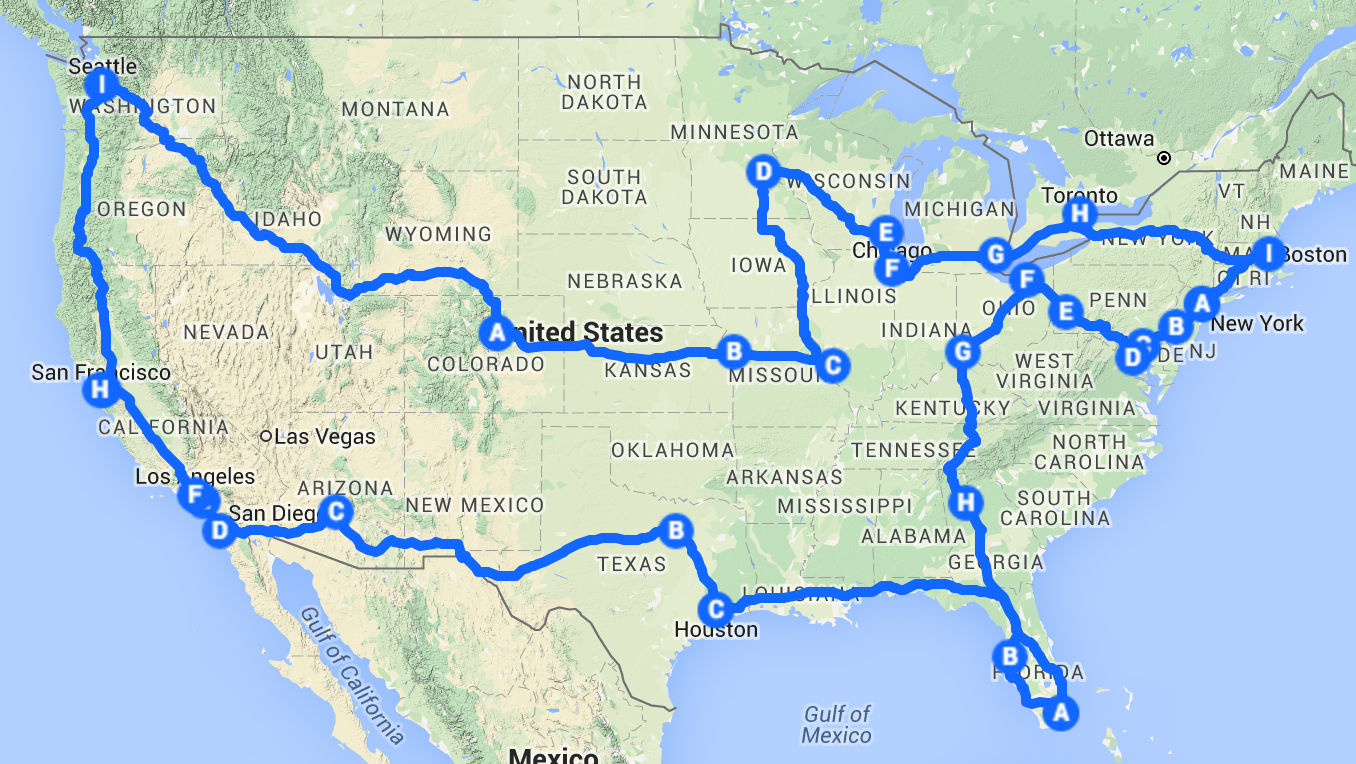 Seattle
I
WASHINGTON
MONTANA
NORTH
DAKOTA
MINNESOTA
Ottawa
MAINE
D
WISCONSIN
SOUTH
DAKOTA
VT
Toronto
H
NH
OREGON
IDAHO
MICHIGAN
WYOMING
E
NEW YORK
Chicago
G
MA
I
Boston
IOWA
F
CT RI
NEBRASKA
F
ILLINOIS
OHIO
PENN
A
E
New York
NEVADA
A
United States
INDIANA
B
UTAH
COLORADO
B
G
D
DE
NJ
KANSAS
MISSOURI
C
WEST
VIRGINIA
San Francisco
H
KENTUCKY
VIRGINIA
CALIFORNIA
Las Vegas
OKLAHOMA
TENNESSEE
NORTH
CAROLINA
Los Angeles
ARKANSAS
F
ARIZONA
NEW MEXICO
MISSISSIPPI
H
SOUTH
CAROLINA
San Diego
C
D
B
ALABAMA
TEXAS
GEORGIA
LOUISIANA
C
Houston
B
FLORIDA
A
Gulf of California
Gulf of
Mexico
Mexico